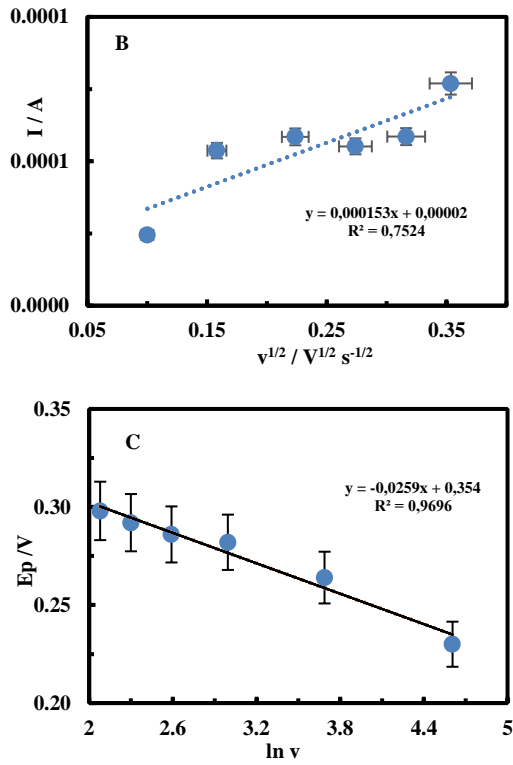 0.0001
B
I / A
0.0001
y = 0,000153x + 0,00002
R² = 0,7524
0.0000
0.05 0.15 0.25 0.35
v1/2 / V1/2 s-1/2
0.35
C
y = -0,0259x + 0,354
R² = 0,9696
0.30
Ep /V
0.25
0.20
2 2.6 3.2 3.8 4.4 5
ln v